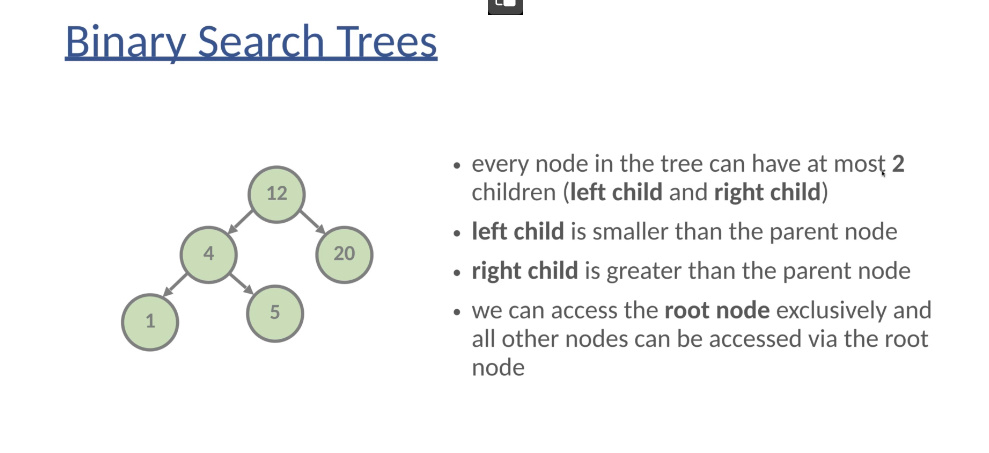 Binary Search Trees
12
4
20
1
5
• every node in the tree can have at most 2
children (left child and right child)
• left child is smaller than the parent node
• right child is greater than the parent node
• we can access the root node exclusively and
all other nodes can be accessed via the root
node